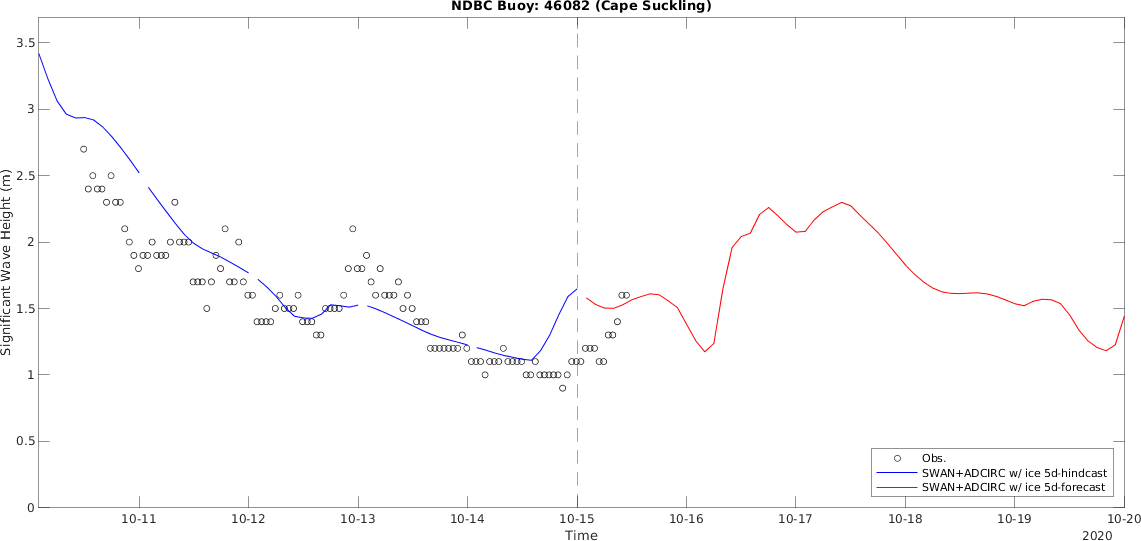 NDBC Buoy: 46082 (Cape Suckling)
3.5
3
2.5
2
1.5
1
0.5
0
Significant Wave Height (m)
Obs.
SWAN+ADCIRC w/ ice 5d-hindcast
SWAN+ADCIRC w/ ice 5d-forecast
10-11 10-12 10-13 10-14 10-15 10-16 10-17 10-18 10-19 10-20
Time
2020